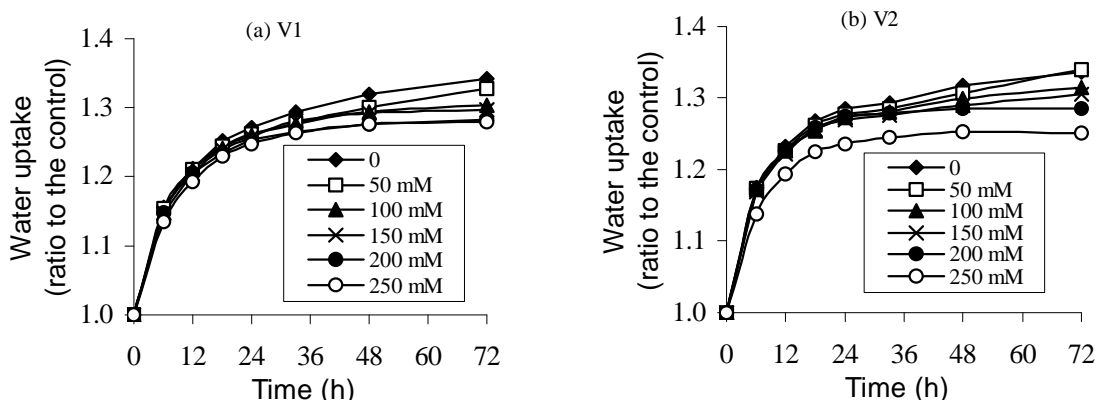 (a) V1
1.4
1.3
1.2
1.1
1.0
Water uptake
(ratio to the control)
0
50 mM
100 mM
150 mM
200 mM
250 mM
0 12 24 36 48 60 72
Time (h)
(b) V2
1.4
1.3
1.2
1.1
1.0
Water uptake
(ratio to the control)
0
50 mM
100 mM
150 mM
200 mM
250 mM
0 12 24 36 48 60 72
Time (h)